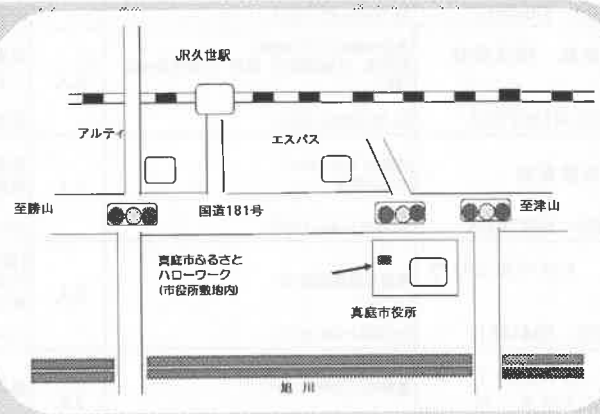 JR久世駅
アルティ
エスパス
至勝山
国道181号
至津山
真庭市ふるさと
ハローワーク
(市役所敷地内)
真庭市役所
旭川